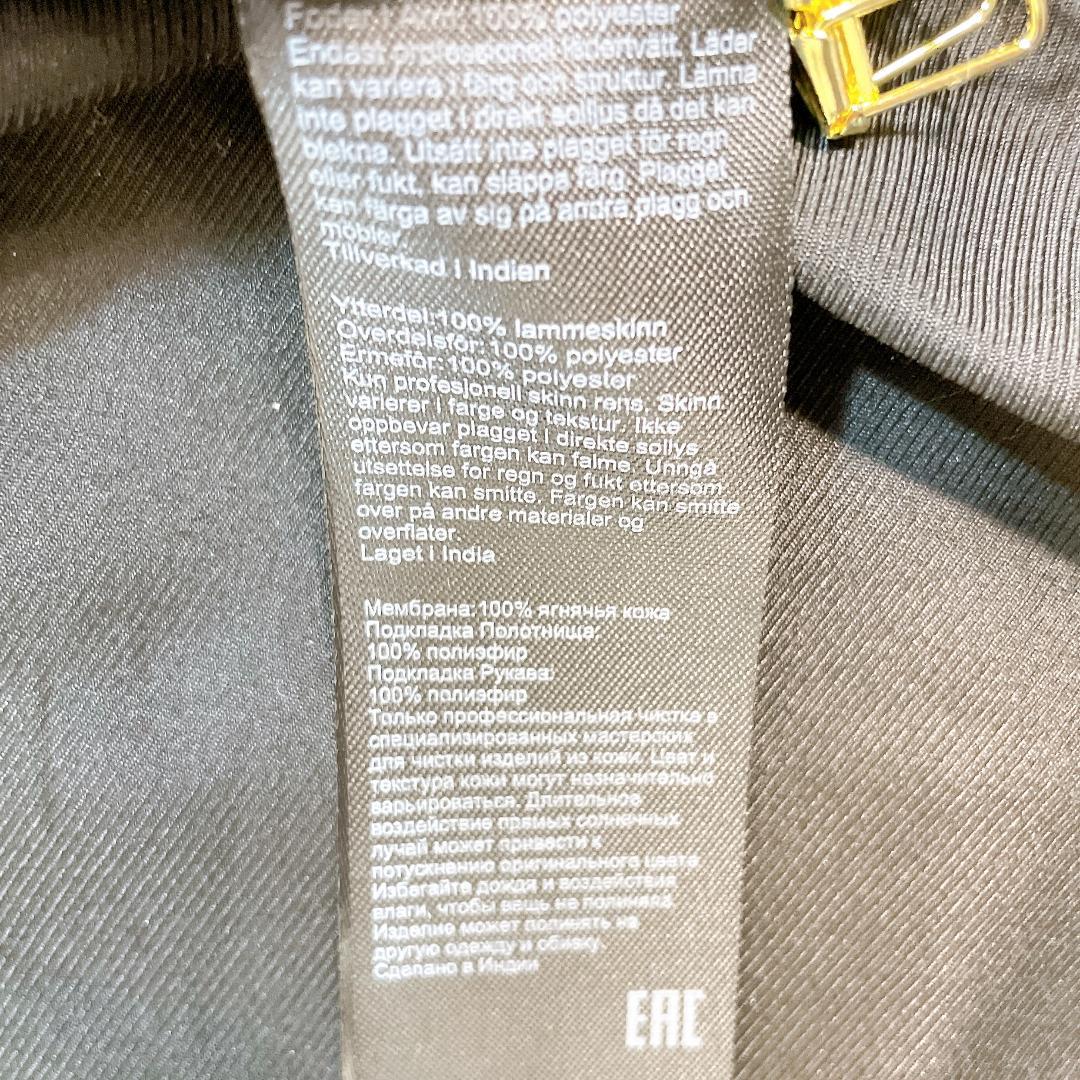 Foder i Ärm: 100% polyester
Endast professionell lädertvätt. Läder
kan variera i färg och struktur. Lämna
inte plagget i direkt solljus då det kan
blekna. Utsätt inte plagget för regn
eller fukt, kan släppa färg. Plagget
kan färga av sig på andra plagg och
möbler.
Tillverkad i Indien
Ytterdel:100% lammeskinn
Overdelsfôr: 100% polyester
Ermefôr: 100% polyester
Kun profesjonell skinn rens. Skinn
varierer i farge og tekstur. Ikke
oppbevar plagget i direkte sollys
ettersom fargen kan falme. Unngå
utsettelse for regn og fukt ettersom
fargen kan smitte. Fargen kan smitte
over på andre materialer og
overflater.
Laget i India
Мембрана: 100% ягнячья кожа
Подкладка Полотнища:
100% полиэфир
Подкладка Рукава:
100% полиэфир
Только профессиональная чистка в
специализированных мастерских
для чистки изделий из кожи. Цвет и
текстура кожи могут незначительно
варьироваться. Длительное
воздействие прямых солнечных
лучей может привести к
потускнению оригинального цвета.
Избегайте дождя и воздействия
влаги, чтобы вещь не полиняла.
Изделие может полинять на
другую одежду и обивку.
Сделано в Индии
EAC